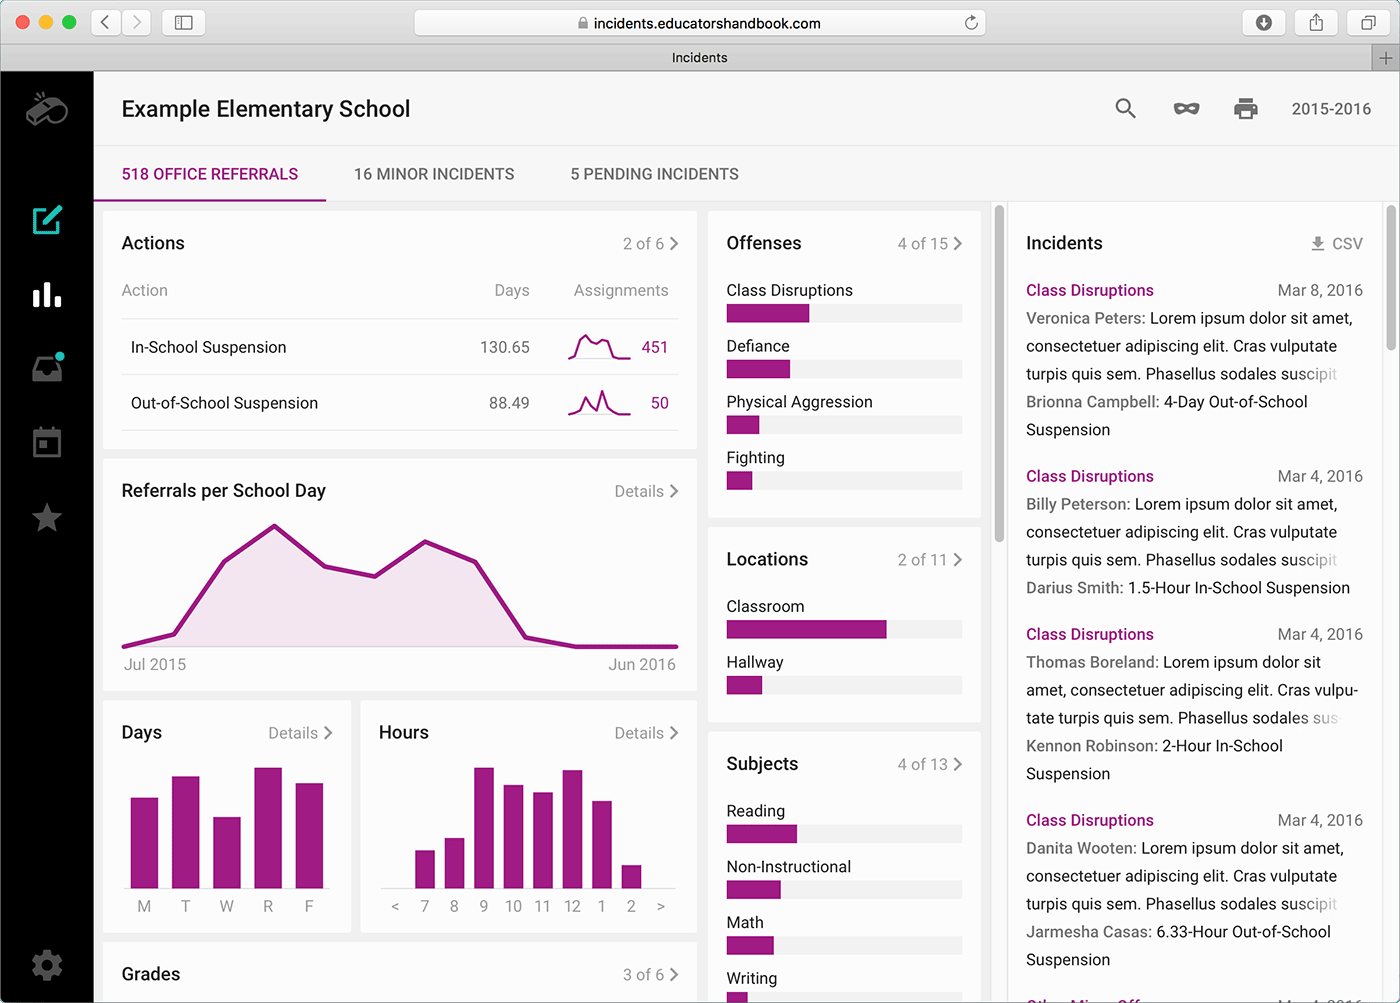 incidents.educatorshandbook.com
Incidents
Example Elementary School
2015-2016
518 OFFICE REFERRALS
16 MINOR INCIDENTS
5 PENDING INCIDENTS
Actions
2 of 6
Action Days Assignments
In-School Suspension 130.65 451
Out-of-School Suspension 88.49 50
Referrals per School Day
Details
Jul 2015
Jun 2016
Days
Details
M T W R F
Hours
Details
< 7 8 9 10 11 12 1 2 >
Grades
3 of 6
Offenses
4 of 15
Class Disruptions
Defiance
Physical Aggression
Fighting
Locations
2 of 11
Classroom
Hallway
Subjects
4 of 13
Reading
Non-Instructional
Math
Writing
Incidents
CSV
Class Disruptions Mar 8, 2016
Veronica Peters: Lorem ipsum dolor sit amet,
consectetuer adipiscing elit. Cras vulputate
turpis quis sem. Phasellus sodales suscipit
Brionna Campbell: 4-Day Out-of-School
Suspension
Class Disruptions Mar 4, 2016
Billy Peterson: Lorem ipsum dolor sit amet,
consectetuer adipiscing elit. Cras vulputate
turpis quis sem. Phasellus sodales suscipit
Darius Smith: 1.5-Hour In-School Suspension
Class Disruptions Mar 4, 2016
Thomas Boreland: Lorem ipsum dolor sit
amet, consectetuer adipiscing elit. Cras vulpu-
tate turpis quis sem. Phasellus sodales sus-
Kennon Robinson: 2-Hour In-School
Suspension
Class Disruptions Mar 4, 2016
Danita Wooten: Lorem ipsum dolor sit amet,
consectetuer adipiscing elit. Cras vulputate
turpis quis sem. Phasellus sodales suscipit
Jarmesha Casas: 6.33-Hour Out-of-School
Suspension